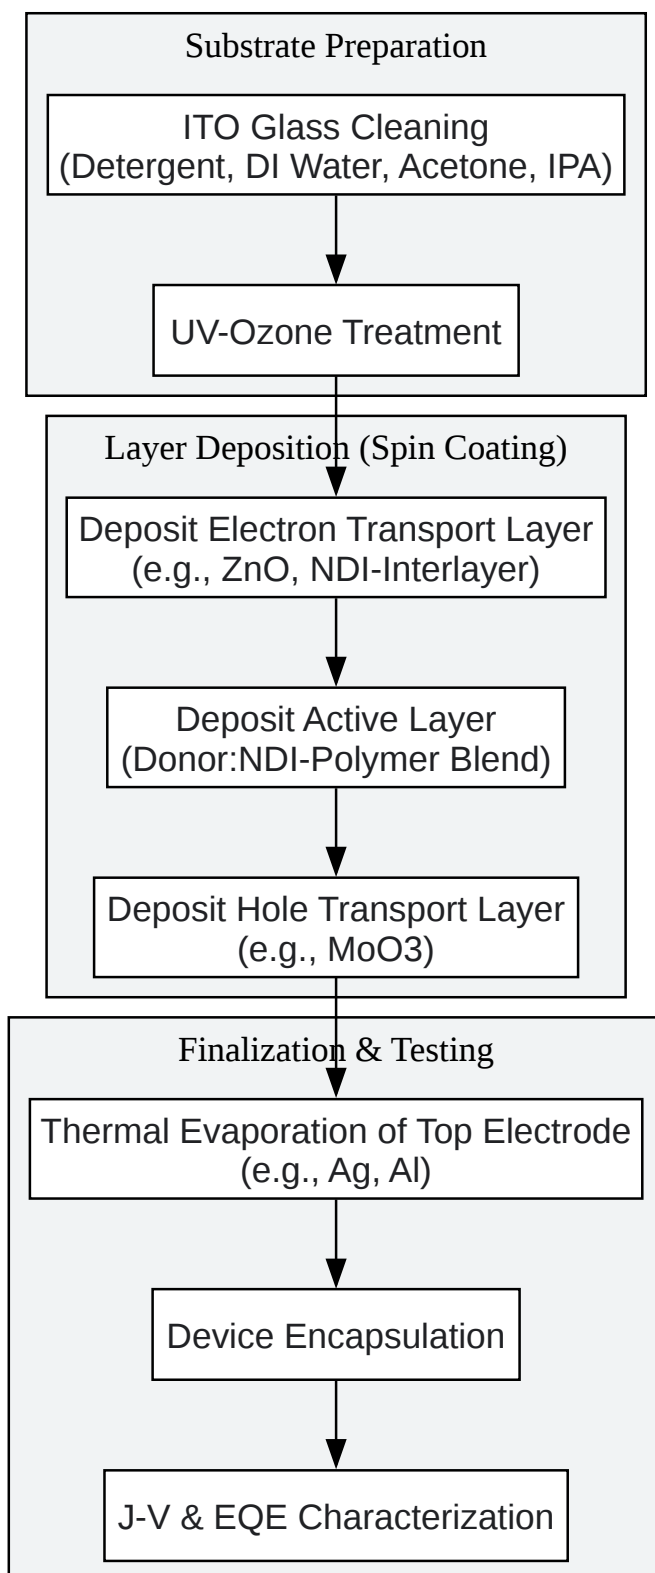 Substrate Preparation
ITO Glass Cleaning
(Detergent, DI Water, Acetone, IPA)
UV-Ozone Treatment
Layer Deposition (Spin Coating)
Deposit Electron Transport Layer
(e.g., ZnO, NDI-Interlayer)
Deposit Active Layer
(Donor:NDI-Polymer Blend)
Deposit Hole Transport Layer
(e.g., MoO3)
Finalization & Testing
Thermal Evaporation of Top Electrode
(e.g., Ag, Al)
Device Encapsulation
J-V & EQE Characterization